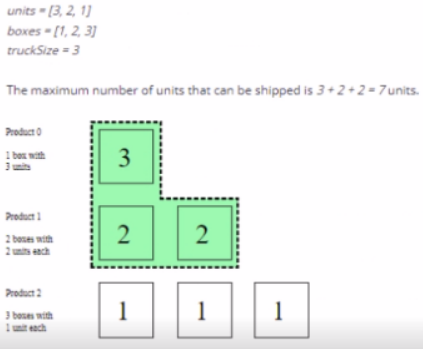 units = [3, 2, 1]
boxes = [1, 2, 3]
truckSize = 3
The maximum number of units that can be shipped is 3 + 2 + 2 = 7 units.
Product 0
1 box with
3 units
3
Product 1
2 boxes with
2 units each
2 2
Product 2
3 boxes with
1 unit each
1 1 1